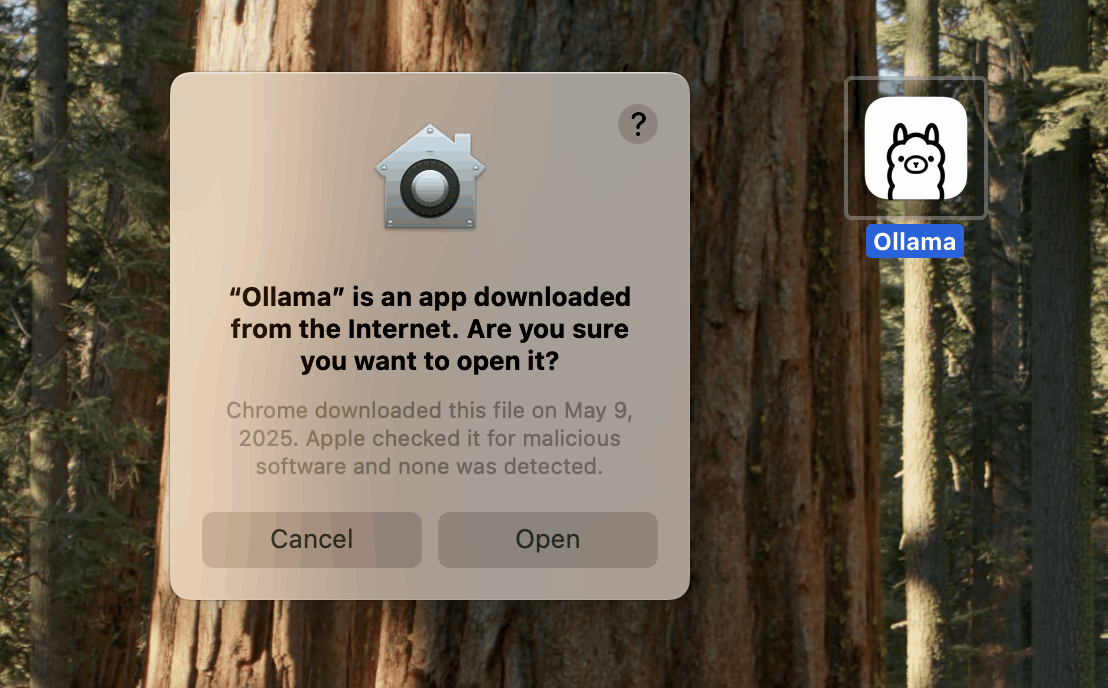 ?
“Ollama” is an app downloaded
from the Internet. Are you sure
you want to open it?
Chrome downloaded this file on May 9,
2025. Apple checked it for malicious
software and none was detected.
Cancel
Open
Ollama